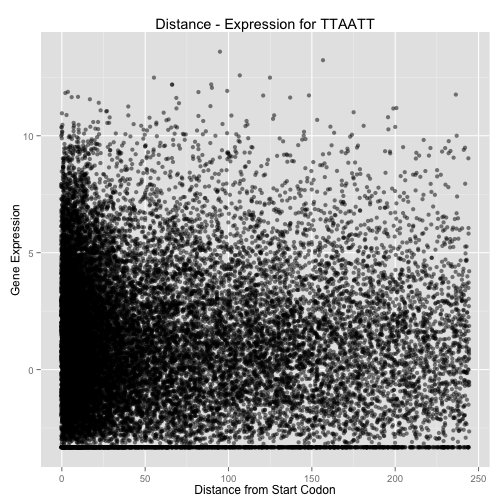 Distance - Expression for TTAATT
Gene Expression
10
5
0
0 50 100 150 200 250
Distance from Start Codon